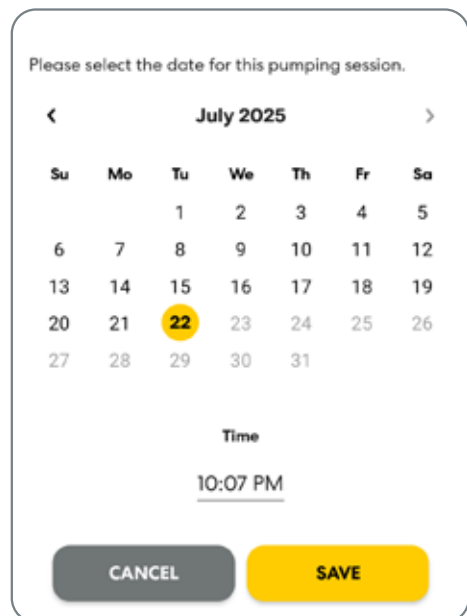 Please select the date for this pumping session.
July 2025
Su Mo Tu We Th Fr Sa
1 2 3 4 5
6 7 8 9 10 11 12
13 14 15 16 17 18 19
20 21 22 23 24 25 26
27 28 29 30 31
Time
10:07 PM
CANCEL SAVE